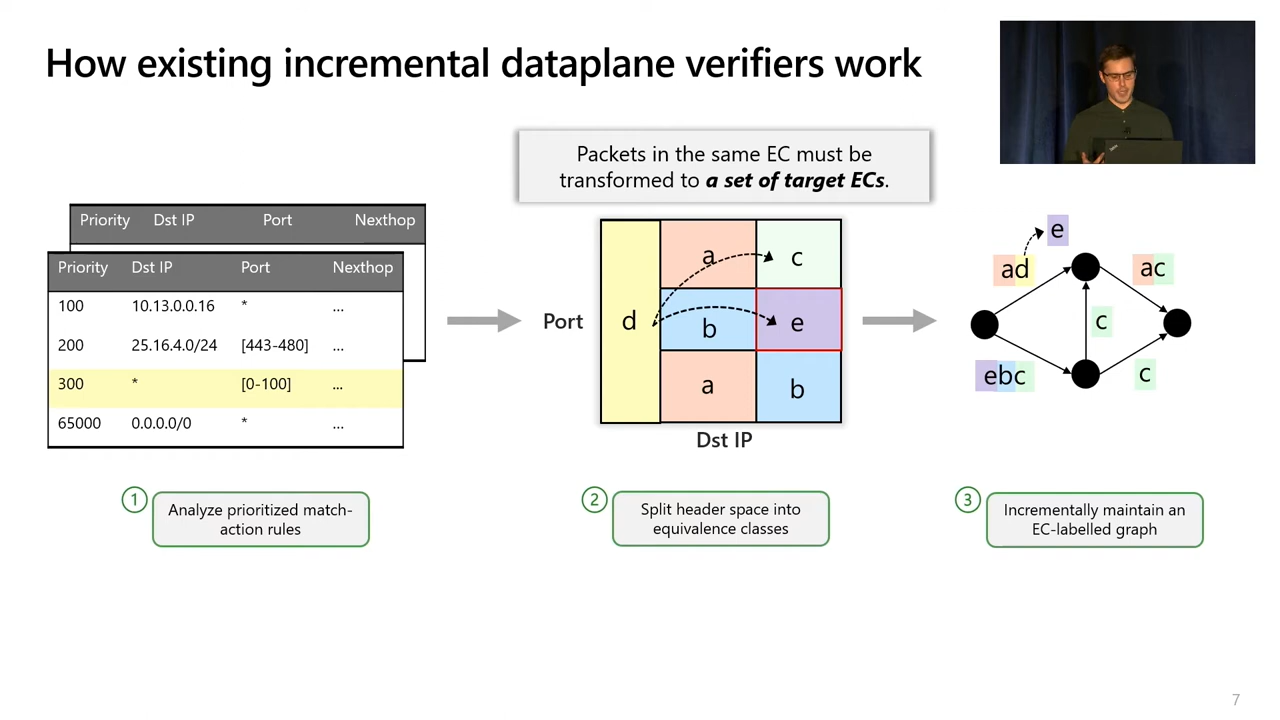 How existing incremental dataplane verifiers work
Packets in the same EC must be
transformed to a set of target ECs.
Priority Dst IP Port Nexthop
Priority Dst IP Port Nexthop
100 10.13.0.0.16 * ...
200 25.16.4.0/24 [443-480] ...
300 * [0-100] ...
65000 0.0.0.0/0 * ...
Port
a c
d b e
a b
Dst IP
e
ad ac
c
ebc c
1 Analyze prioritized match-
action rules
2 Split header space into
equivalence classes
3 Incrementally maintain an
EC-labelled graph
7